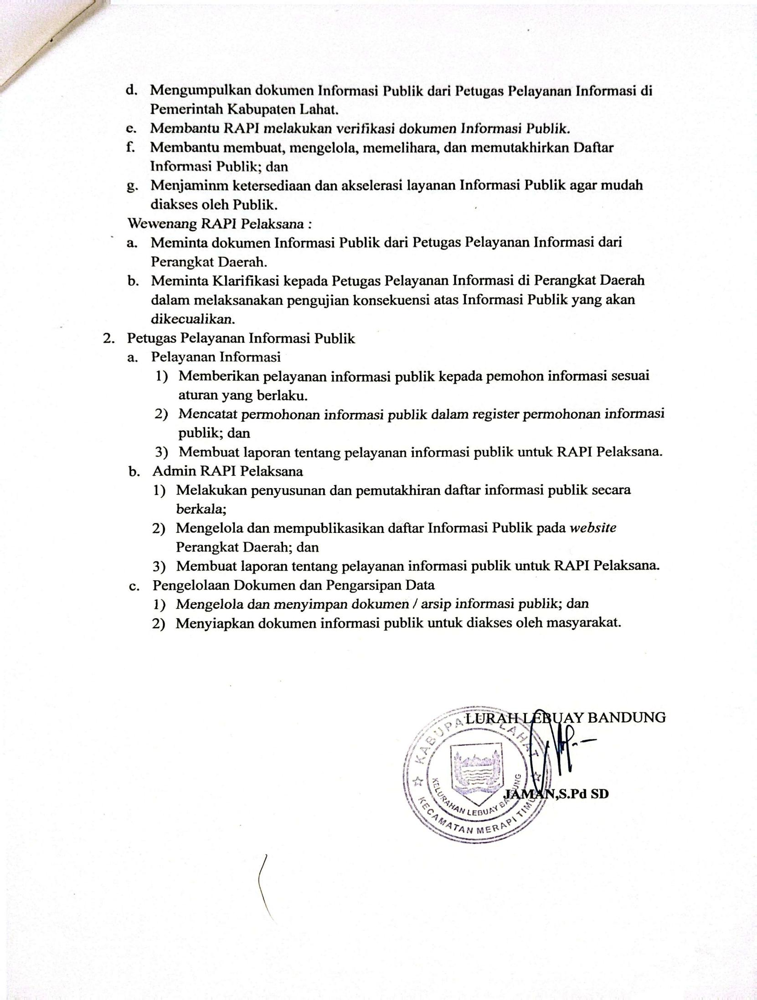 d. Mengumpulkan dokumen Informasi Publik dari Petugas Pelayanan Informasi di
Pemerintah Kabupaten Lahat.
e. Membantu RAPI melakukan verifikasi dokumen Informasi Publik.
f. Membantu membuat, mengelola, memelihara, dan memutakhirkan Daftar
Informasi Publik; dan
g. Menjaminm ketersediaan dan akselerasi layanan Informasi Publik agar mudah
diakses oleh Publik.
Wewenang RAPI Pelaksana :
a. Meminta dokumen Informasi Publik dari Petugas Pelayanan Informasi dari
Perangkat Daerah.
b. Meminta Klarifikasi kepada Petugas Pelayanan Informasi di Perangkat Daerah
dalam melaksanakan pengujian konsekuensi atas Informasi Publik yang akan
dikecualikan.
2. Petugas Pelayanan Informasi Publik
a. Pelayanan Informasi
1) Memberikan pelayanan informasi publik kepada pemohon informasi sesuai
aturan yang berlaku.
2) Mencatat permohonan informasi publik dalam register permohonan informasi
publik; dan
3) Membuat laporan tentang pelayanan informasi publik untuk RAPI Pelaksana.
b. Admin RAPI Pelaksana
1) Melakukan penyusunan dan pemutakhiran daftar informasi publik secara
berkala;
2) Mengelola dan mempublikasikan daftar Informasi Publik pada website
Perangkat Daerah; dan
3) Membuat laporan tentang pelayanan informasi publik untuk RAPI Pelaksana.
c. Pengelolaan Dokumen dan Pengarsipan Data
1) Mengelola dan menyimpan dokumen / arsip informasi publik; dan
2) Menyiapkan dokumen informasi publik untuk diakses oleh masyarakat.
LURAH LEBUAY BANDUNG
KABUPATEN LAHAT
KELURAHAN LEBUAY BANDUNG
KECAMATAN MERAPI TIMUR
JAMAN,S.Pd SD